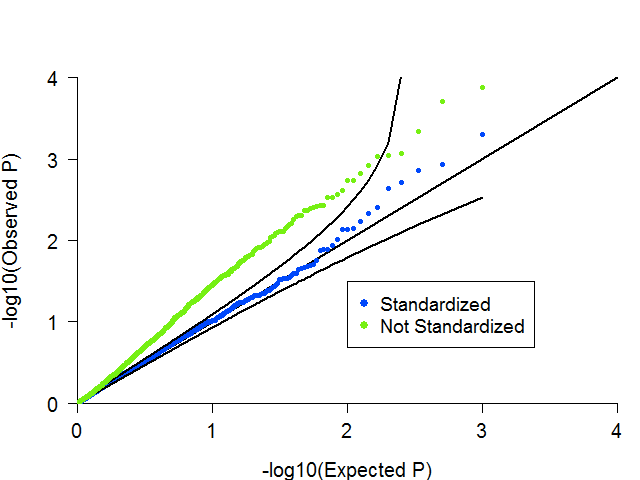 4
3
2
1
0
-log10(Observed P)
Standardized
Not Standardized
0 1 2 3 4
-log10(Expected P)